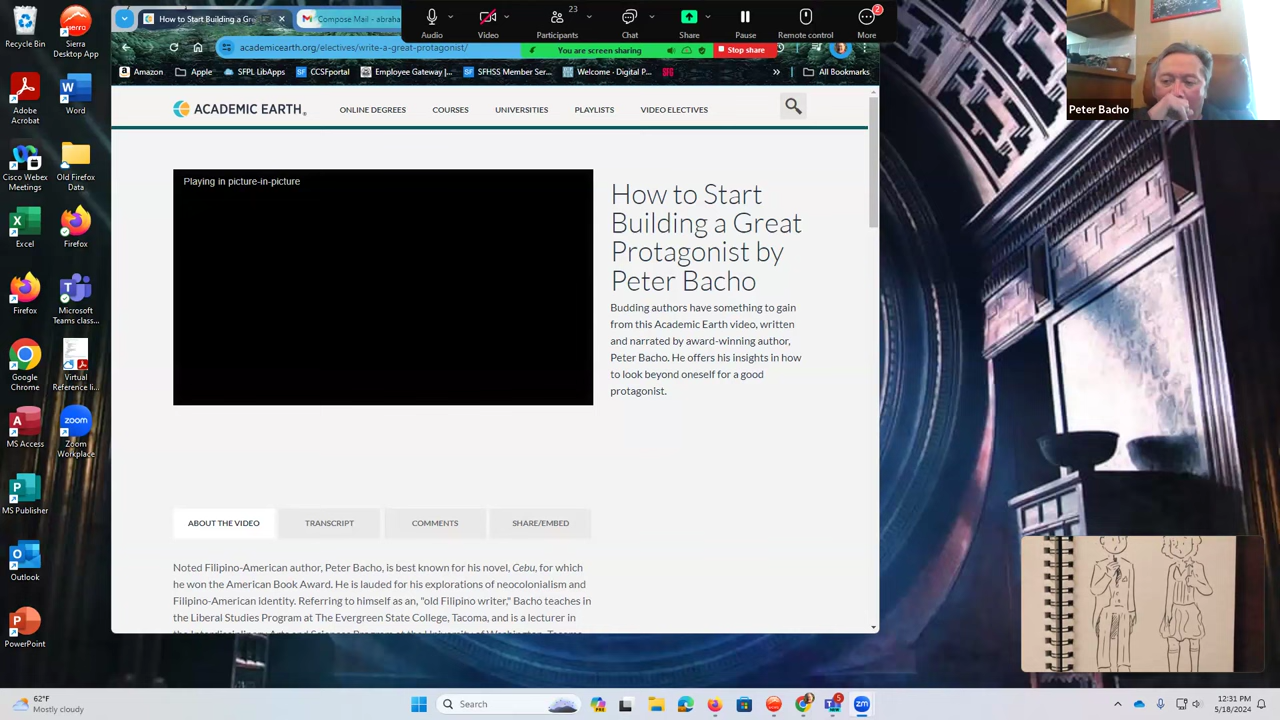 Recycle Bin
Sierra Desktop App
Adobe Acrobat
Word
Cisco Webex Meetings
Old Firefox Data
Excel
Firefox
Firefox
Microsoft Teams class...
Google Chrome
Virtual Reference li...
MS Access
Zoom Workplace
MS Publisher
Outlook
PowerPoint
How to Start Building a Gre
Compose Mail - abraha
Audio
Video
23
Participants
Chat
Share
Pause
Remote control
2
More
academicearth.org/electives/write-a-great-protagonist/
You are screen sharing
Stop share
Amazon
Apple
SFPL LibApps
CCSFportal
Employee Gateway |...
SFHSS Member Ser...
Welcome · Digital P...
All Bookmarks
Peter Bacho
ACADEMIC EARTH
ONLINE DEGREES
COURSES
UNIVERSITIES
PLAYLISTS
VIDEO ELECTIVES
Playing in picture-in-picture
How to Start
Building a Great
Protagonist by
Peter Bacho
Budding authors have something to gain
from this Academic Earth video, written
and narrated by award-winning author,
Peter Bacho. He offers his insights in how
to look beyond oneself for a good
protagonist.
ABOUT THE VIDEO
TRANSCRIPT
COMMENTS
SHARE/EMBED
Noted Filipino-American author, Peter Bacho, is best known for his novel, Cebu, for which
he won the American Book Award. He is lauded for his explorations of neocolonialism and
Filipino-American identity. Referring to himself as an, "old Filipino writer," Bacho teaches in
the Liberal Studies Program at The Evergreen State College, Tacoma, and is a lecturer in
62°F
Mostly cloudy
Search
5
12:31 PM
5/18/2024